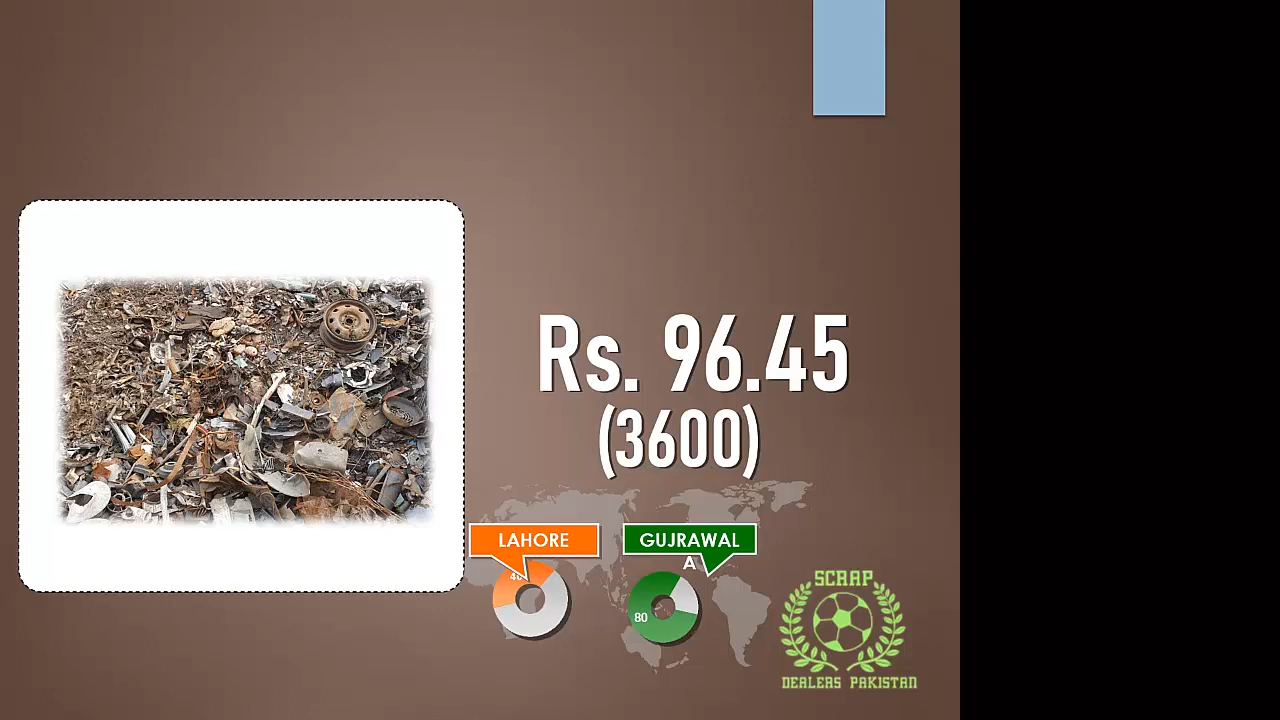 Rs. 96.45
(3600)
LAHORE
GUJRAWAL
A
80
SCRAP
DEALERS PAKISTAN